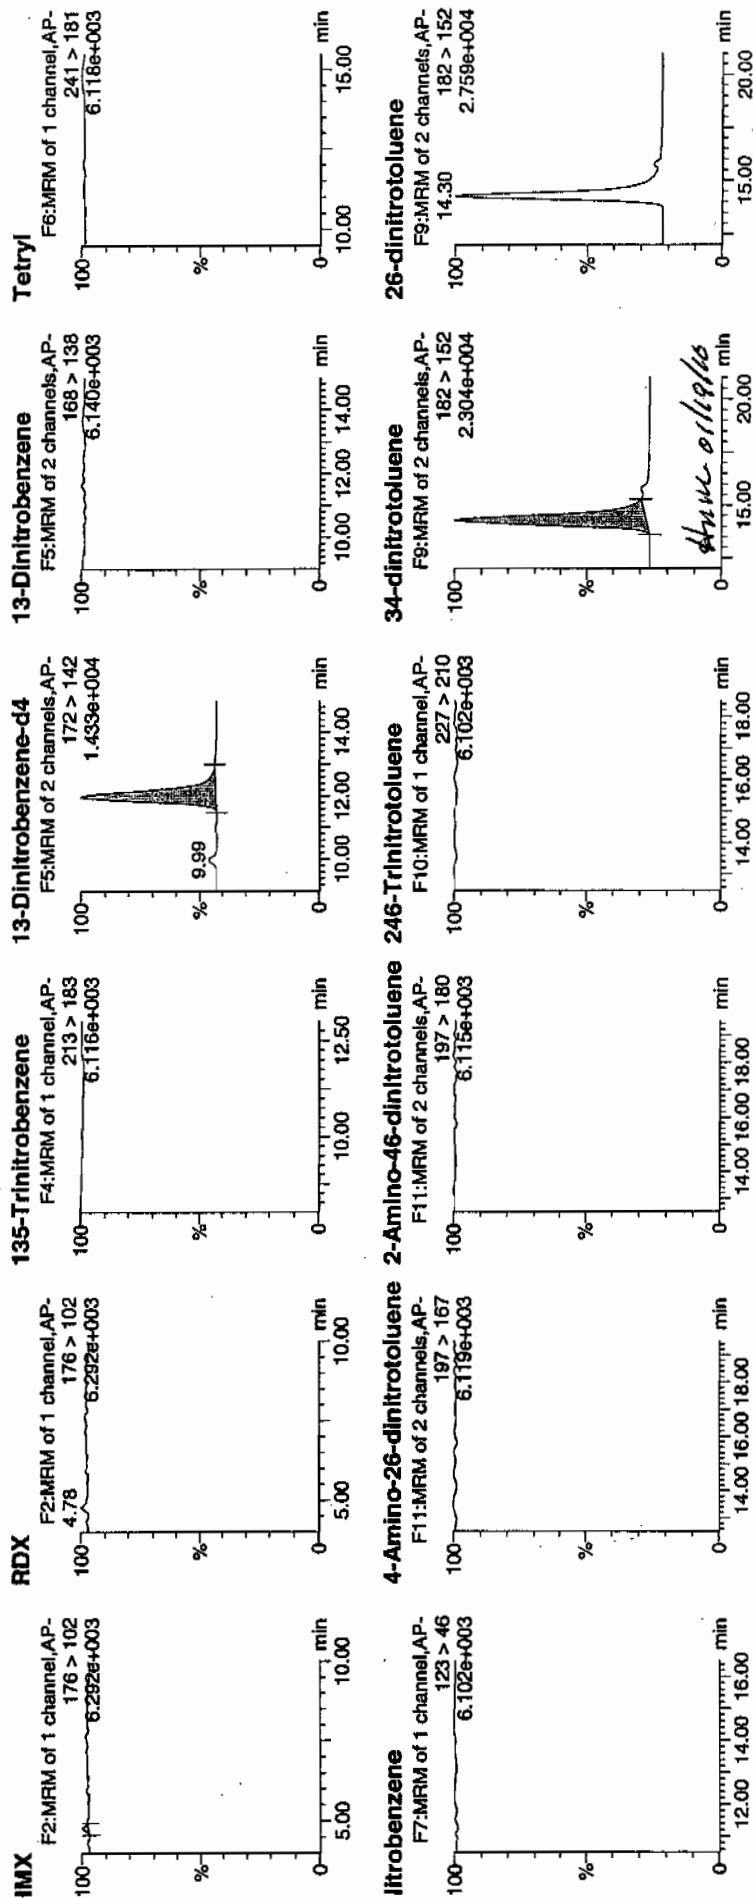 IMX
F2:MRM of 1 channel,AP-
176 > 102
6.292e+003
100
%
0
5.00 10.00 min
RDX
F2:MRM of 1 channel,AP-
176 > 102
6.292e+003
4.78
100
%
0
5.00 10.00 min
135-Trinitrobenzene
F4:MRM of 1 channel,AP-
213 > 183
6.116e+003
100
%
0
10.00 12.50 min
13-Dinitrobenzene-d4
F5:MRM of 2 channels,AP-
172 > 142
1.433e+004
9.99
100
%
0
10.00 12.00 14.00 min
13-Dinitrobenzene
F5:MRM of 2 channels,AP-
168 > 138
6.140e+003
100
%
0
10.00 12.00 14.00 min
Tetryl
F6:MRM of 1 channel,AP-
241 > 181
6.118e+003
100
%
0
10.00 15.00 min
litrobenzene
F7:MRM of 1 channel,AP-
123 > 46
6.102e+003
100
%
0
12.00 14.00 16.00 min
4-Amino-26-dinitrotoluene
F11:MRM of 2 channels,AP-
197 > 167
6.119e+003
100
%
0
14.00 16.00 18.00 min
2-Amino-46-dinitrotoluene
F11:MRM of 2 channels,AP-
197 > 180
6.115e+003
100
%
0
14.00 16.00 18.00 min
246-Trinitrotoluene
F10:MRM of 1 channel,AP-
227 > 210
6.102e+003
100
%
0
14.00 16.00 18.00 min
34-dinitrotoluene
F9:MRM of 2 channels,AP-
182 > 152
2.304e+004
100
%
0
01/19/10
15.00 20.00 min
26-dinitrotoluene
F9:MRM of 2 channels,AP-
182 > 152
2.759e+004
14.30
100
%
0
15.00 20.00 min